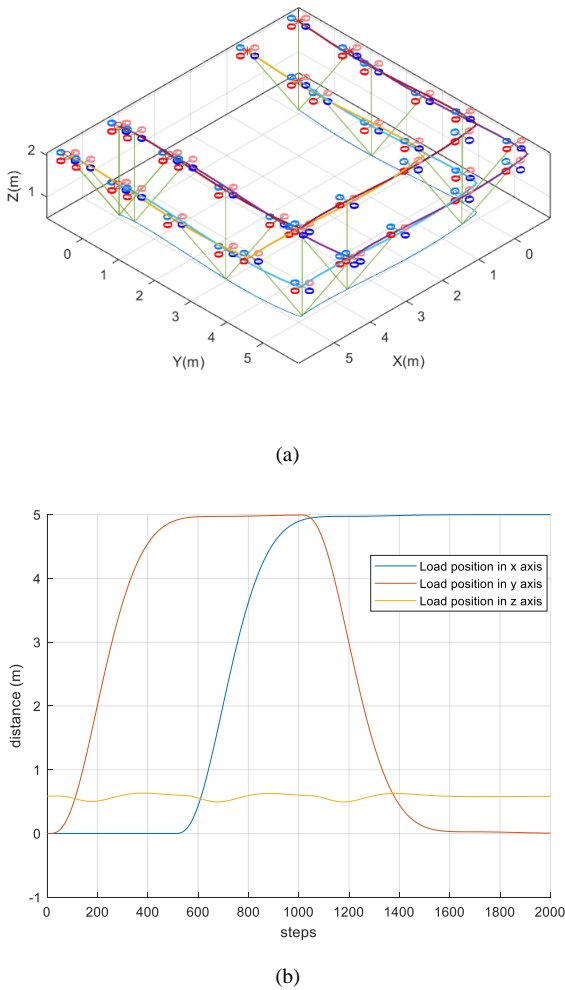 2
1
Z(m)
0
1
2
3
4
5
Y(m)
0
1
2
3
4
5
X(m)
(a)
5
4
3
2
1
0
-1
distance (m)
Load position in x axis
Load position in y axis
Load position in z axis
0 200 400 600 800 1000 1200 1400 1600 1800 2000
steps
(b)